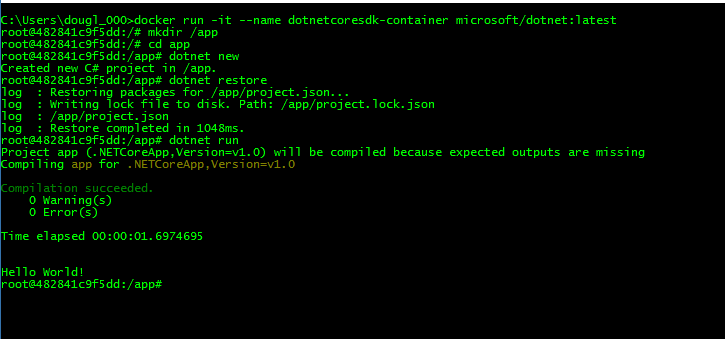 C:\Users\dougl_000>docker run -it --name dotnetcoresdk-container microsoft/dotnet:latest
root@482841c9f5dd:/# mkdir /app
root@482841c9f5dd:/# cd app
root@482841c9f5dd:/app# dotnet new
Created new C# project in /app.
root@482841c9f5dd:/app# dotnet restore
log  : Restoring packages for /app/project.json...
log  : Writing lock file to disk. Path: /app/project.lock.json
log  : /app/project.json
log  : Restore completed in 1048ms.
root@482841c9f5dd:/app# dotnet run
Project app (.NETCoreApp,Version=v1.0) will be compiled because expected outputs are missing
Compiling app for .NETCoreApp,Version=v1.0
Compilation succeeded.
    0 Warning(s)
    0 Error(s)
Time elapsed 00:00:01.6974695
Hello World!
root@482841c9f5dd:/app#